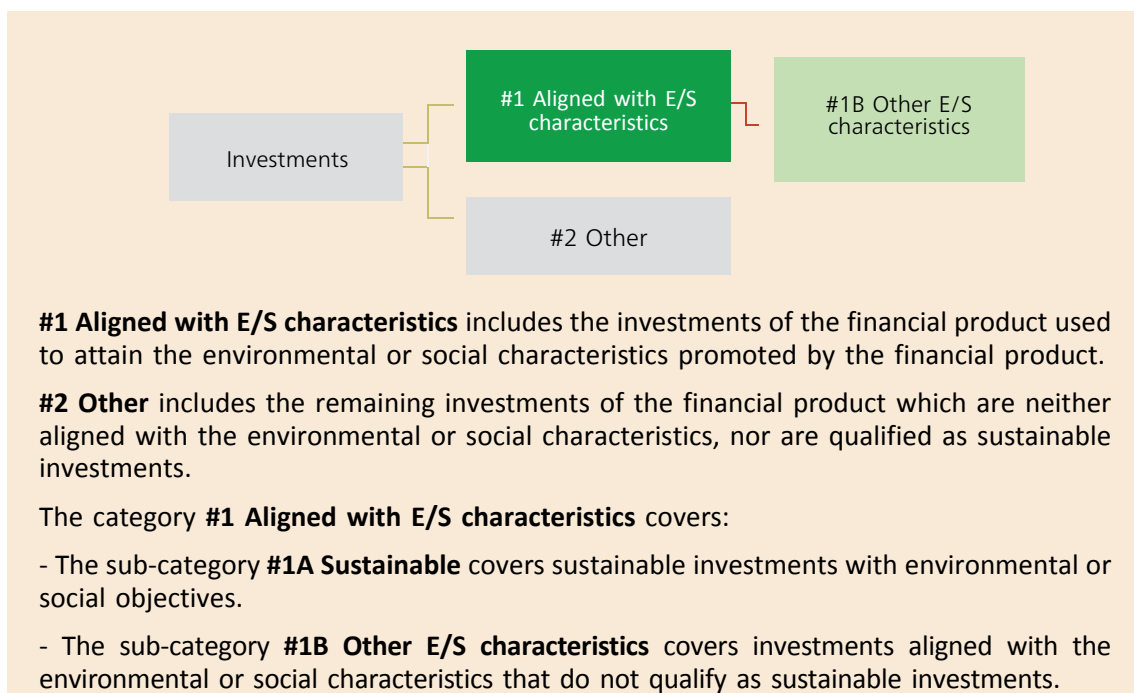 #1 Aligned with E/S
characteristics
#1B Other E/S
characteristics
Investments
#2 Other
#1 Aligned with E/S characteristics includes the investments of the financial product used
to attain the environmental or social characteristics promoted by the financial product.
#2 Other includes the remaining investments of the financial product which are neither
aligned with the environmental or social characteristics, nor are qualified as sustainable
investments.
The category #1 Aligned with E/S characteristics covers:
- The sub-category #1A Sustainable covers sustainable investments with environmental or
social objectives.
- The sub-category #1B Other E/S characteristics covers investments aligned with the
environmental or social characteristics that do not qualify as sustainable investments.